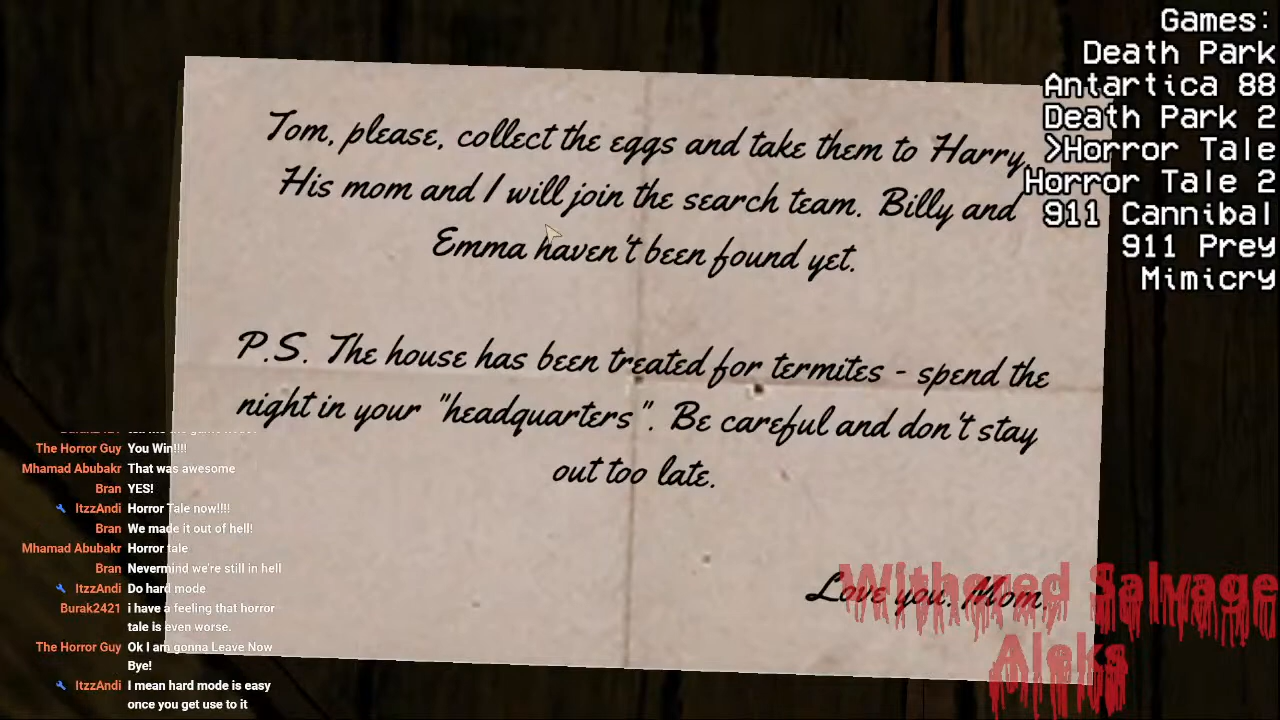 Games:
Death Park
Antartica 88
Death Park 2
>Horror Tale
Horror Tale 2
911 Cannibal
911 Prey
Mimicry
Tom, please, collect the eggs and take them to Harry.
His mom and I will join the search team. Billy and
Emma haven't been found yet.
P.S. The house has been treated for termites - spend the
night in your "headquarters". Be careful and don't stay
out too late.
Love you. Mom.
The Horror Guy You Win!!!!
Mhamad Abubakr That was awesome
Bran YES!
ItzzAndi Horror Tale now!!!!
Bran We made it out of hell!
Mhamad Abubakr Horror tale
Bran Nevermind we're still in hell
ItzzAndi Do hard mode
Burak2421 i have a feeling that horror
tale is even worse.
The Horror Guy Ok I am gonna Leave Now
Bye!
ItzzAndi I mean hard mode is easy
once you get use to it
Withered Salvage
Aleks